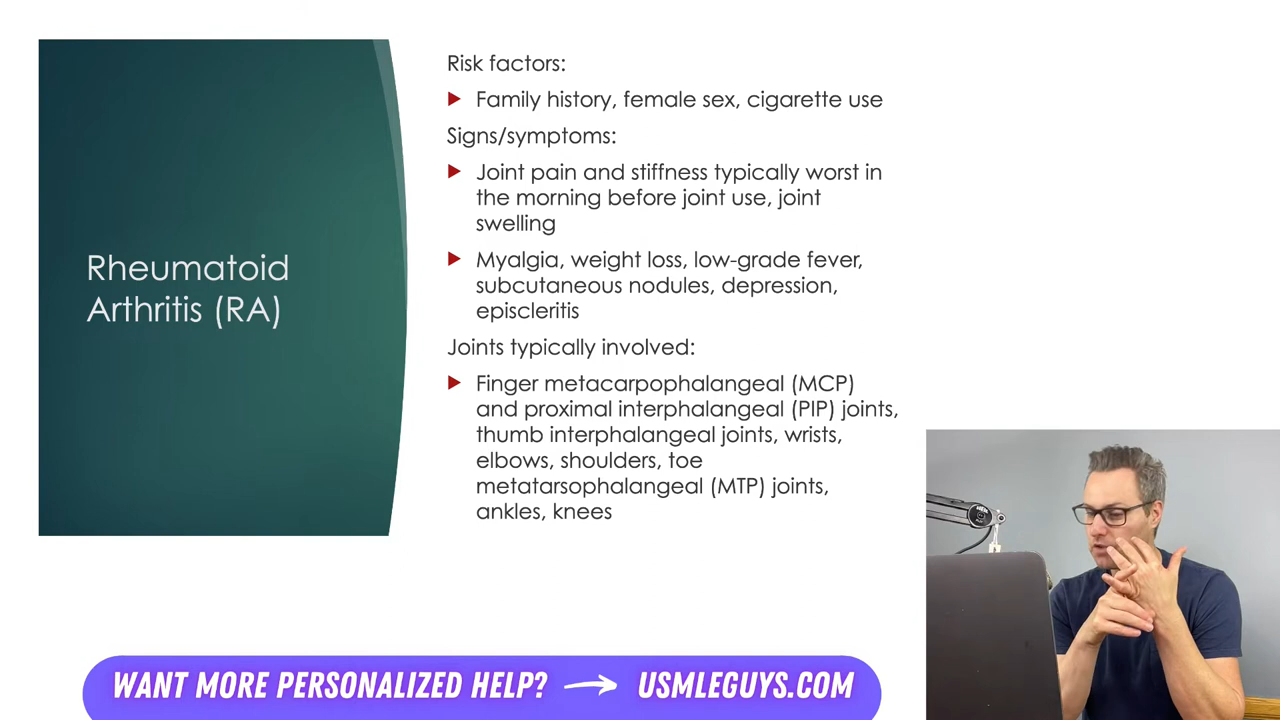 Rheumatoid
Arthritis (RA)
Risk factors:
Family history, female sex, cigarette use
Signs/symptoms:
Joint pain and stiffness typically worst in
the morning before joint use, joint
swelling
Myalgia, weight loss, low-grade fever,
subcutaneous nodules, depression,
episcleritis
Joints typically involved:
Finger metacarpophalangeal (MCP)
and proximal interphalangeal (PIP) joints,
thumb interphalangeal joints, wrists,
elbows, shoulders, toe
metatarsophalangeal (MTP) joints,
ankles, knees
WANT MORE PERSONALIZED HELP? → USMLEGUYS.COM